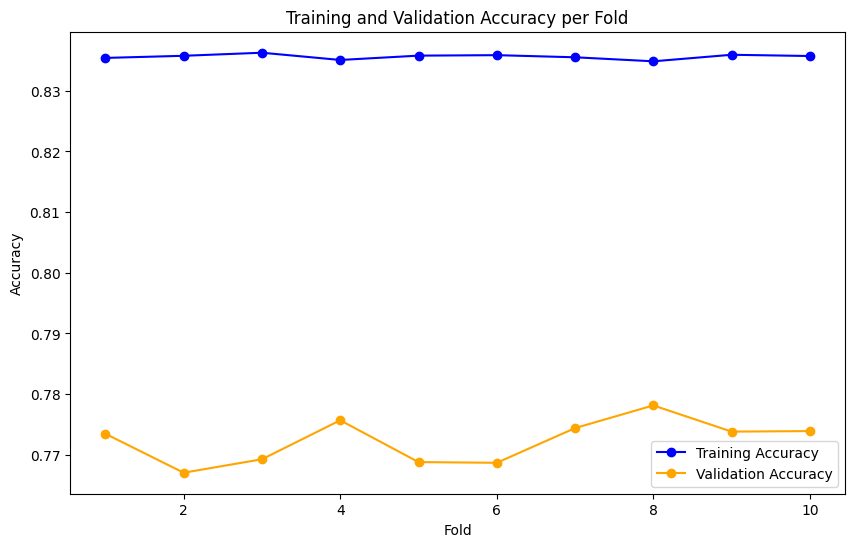 Training and Validation Accuracy per Fold
Accuracy
0.83
0.82
0.81
0.80
0.79
0.78
0.77
Training Accuracy
Validation Accuracy
2 4 6 8 10
Fold